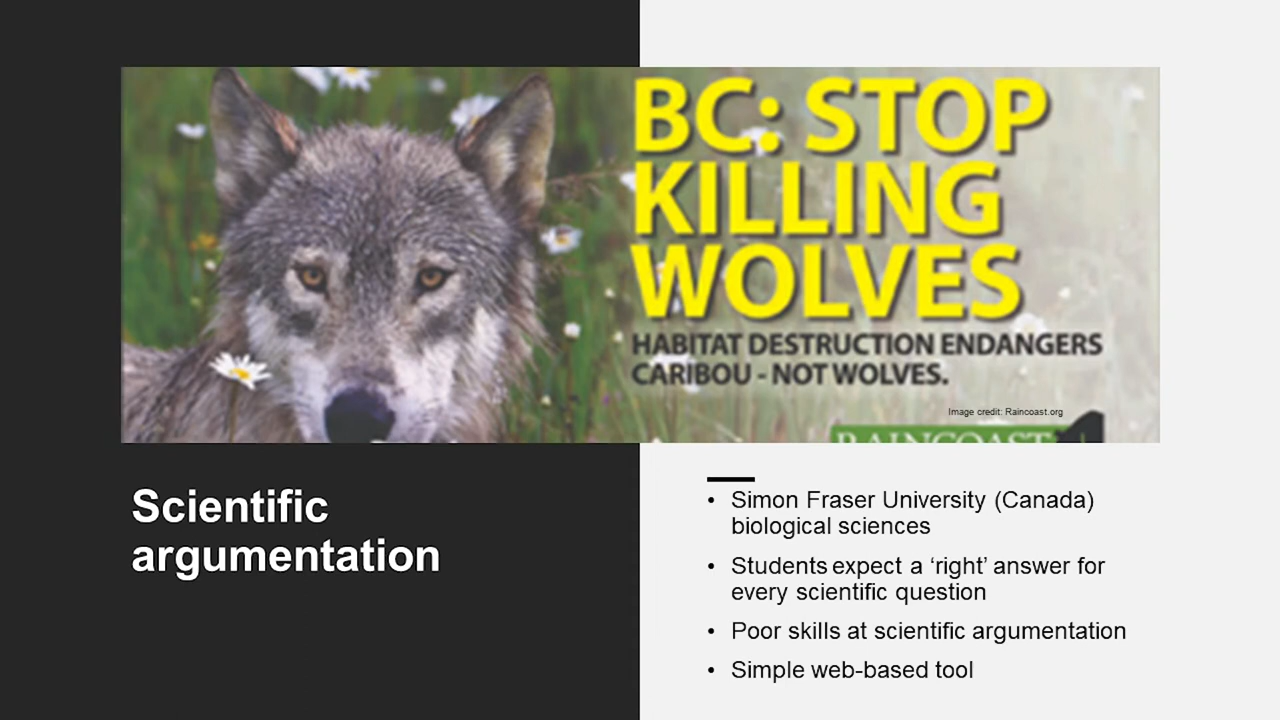 BC: STOP
KILLING
WOLVES
HABITAT DESTRUCTION ENDANGERS
CARIBOU - NOT WOLVES.
Image credit: Raincoast.org
RAINCOAST
Scientific
argumentation
• Simon Fraser University (Canada)
biological sciences
• Students expect a ‘right’ answer for
every scientific question
• Poor skills at scientific argumentation
• Simple web-based tool